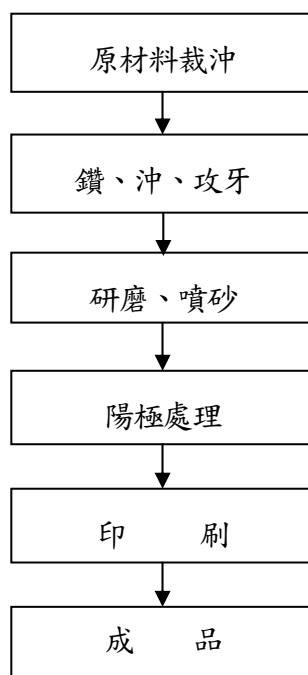 原材料裁沖
鑽、沖、攻牙
研磨、噴砂
陽極處理
印　　刷
成　　品